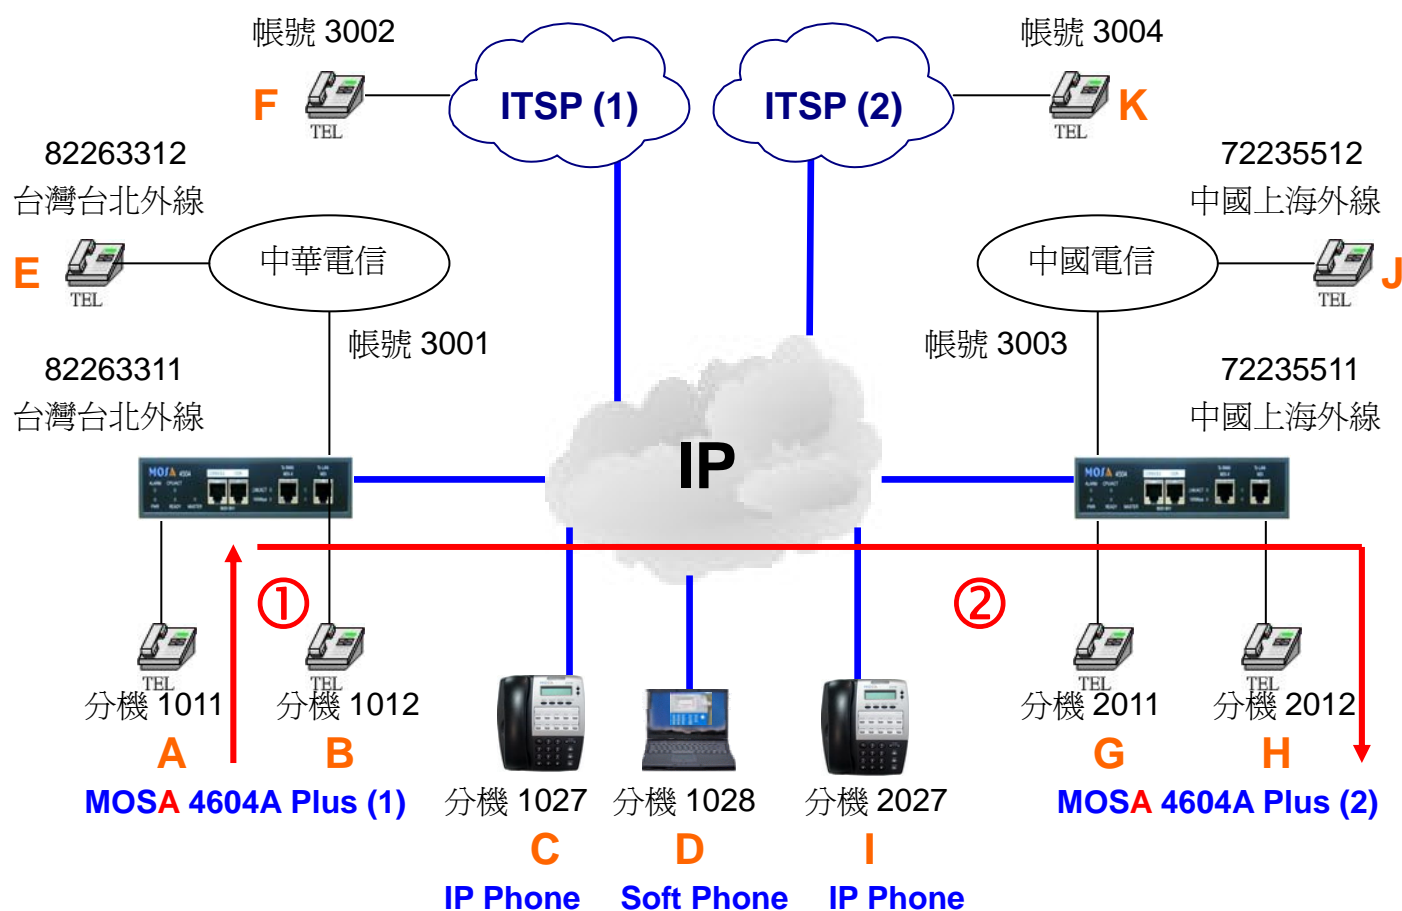 帳號 3002
帳號 3004
F
TEL
ITSP (1)
ITSP (2)
TEL
K
82263312
台灣台北外線
72235512
中國上海外線
E
TEL
中華電信
中國電信
TEL
J
帳號 3001
帳號 3003
82263311
台灣台北外線
72235511
中國上海外線
IP
MOSA 4504
MOSA 4504
①
②
TEL
分機 1011
TEL
分機 1012
TEL
分機 2011
TEL
分機 2012
A
B
G
H
MOSA 4604A Plus (1)
分機 1027
分機 1028
分機 2027
MOSA 4604A Plus (2)
C
D
I
IP Phone
Soft Phone
IP Phone